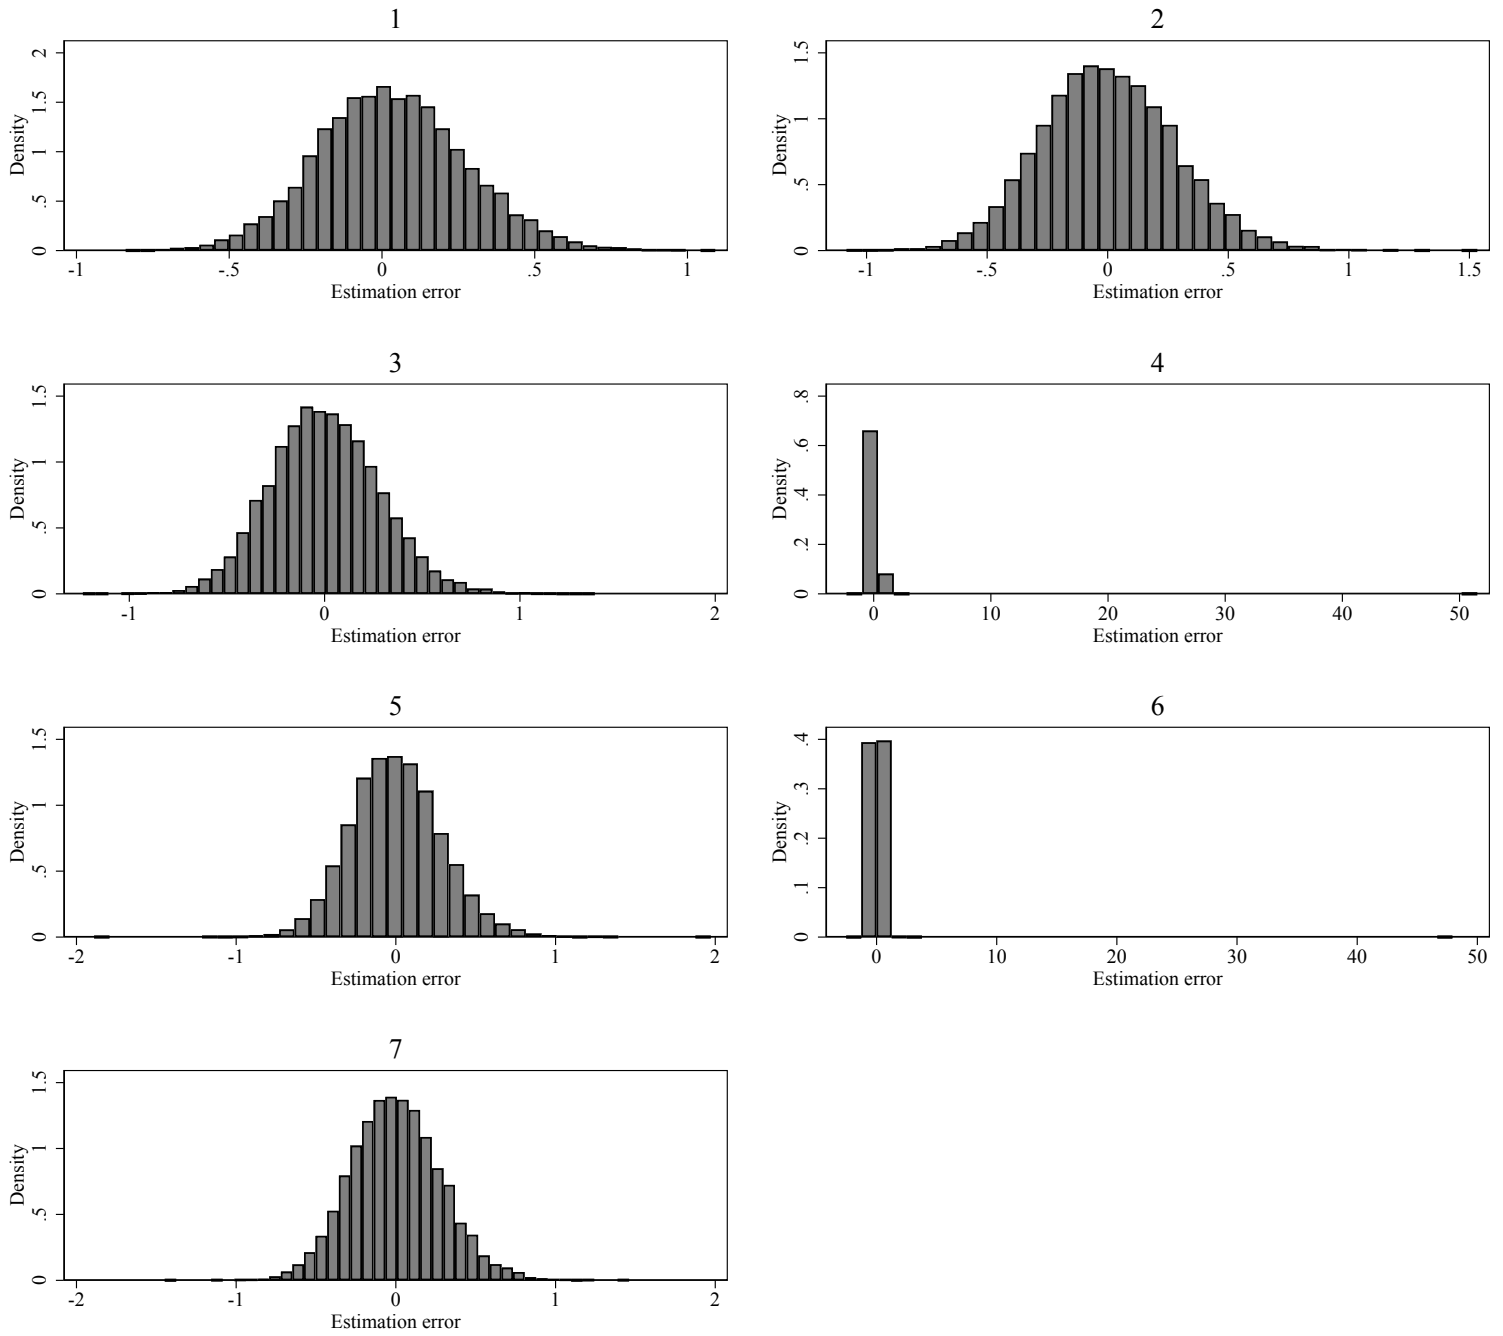 1
Density
0 .5 1 1.5 2
-1 -.5 0 .5 1
Estimation error
2
Density
0 .5 1 1.5
-1 -.5 0 .5 1 1.5
Estimation error
3
Density
0 .5 1 1.5
-1 0 1 2
Estimation error
4
Density
0 .2 .4 .6 .8
0 10 20 30 40 50
Estimation error
5
Density
0 .5 1 1.5
-2 -1 0 1 2
Estimation error
6
Density
0 .1 .2 .3 .4
0 10 20 30 40 50
Estimation error
7
Density
0 .5 1 1.5
-2 -1 0 1 2
Estimation error